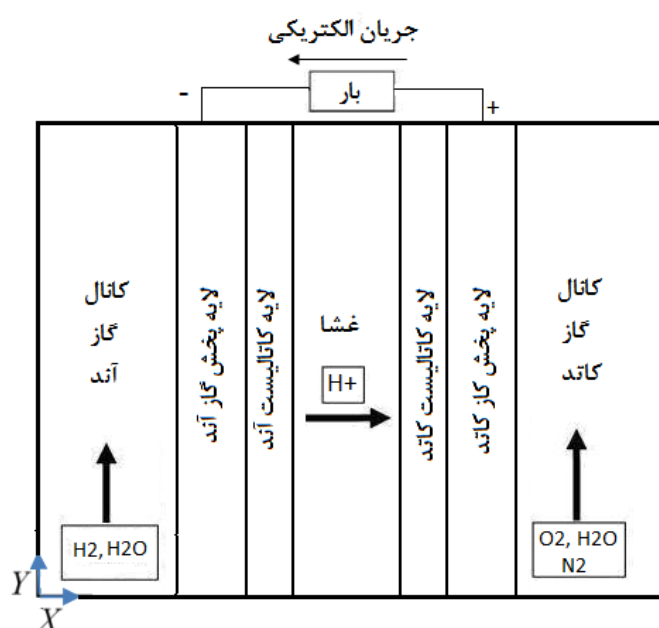 جریان الکتریکی
بار
-
+
کانال
گاز
آند
لایه پخش گاز آند
لایه کاتالیست آند
غشا
H+
لایه کاتالیست کاتد
لایه پخش کاز کاتد
کانال
گاز
کاتد
H2, H2O
O2, H2O
N2
Y
X